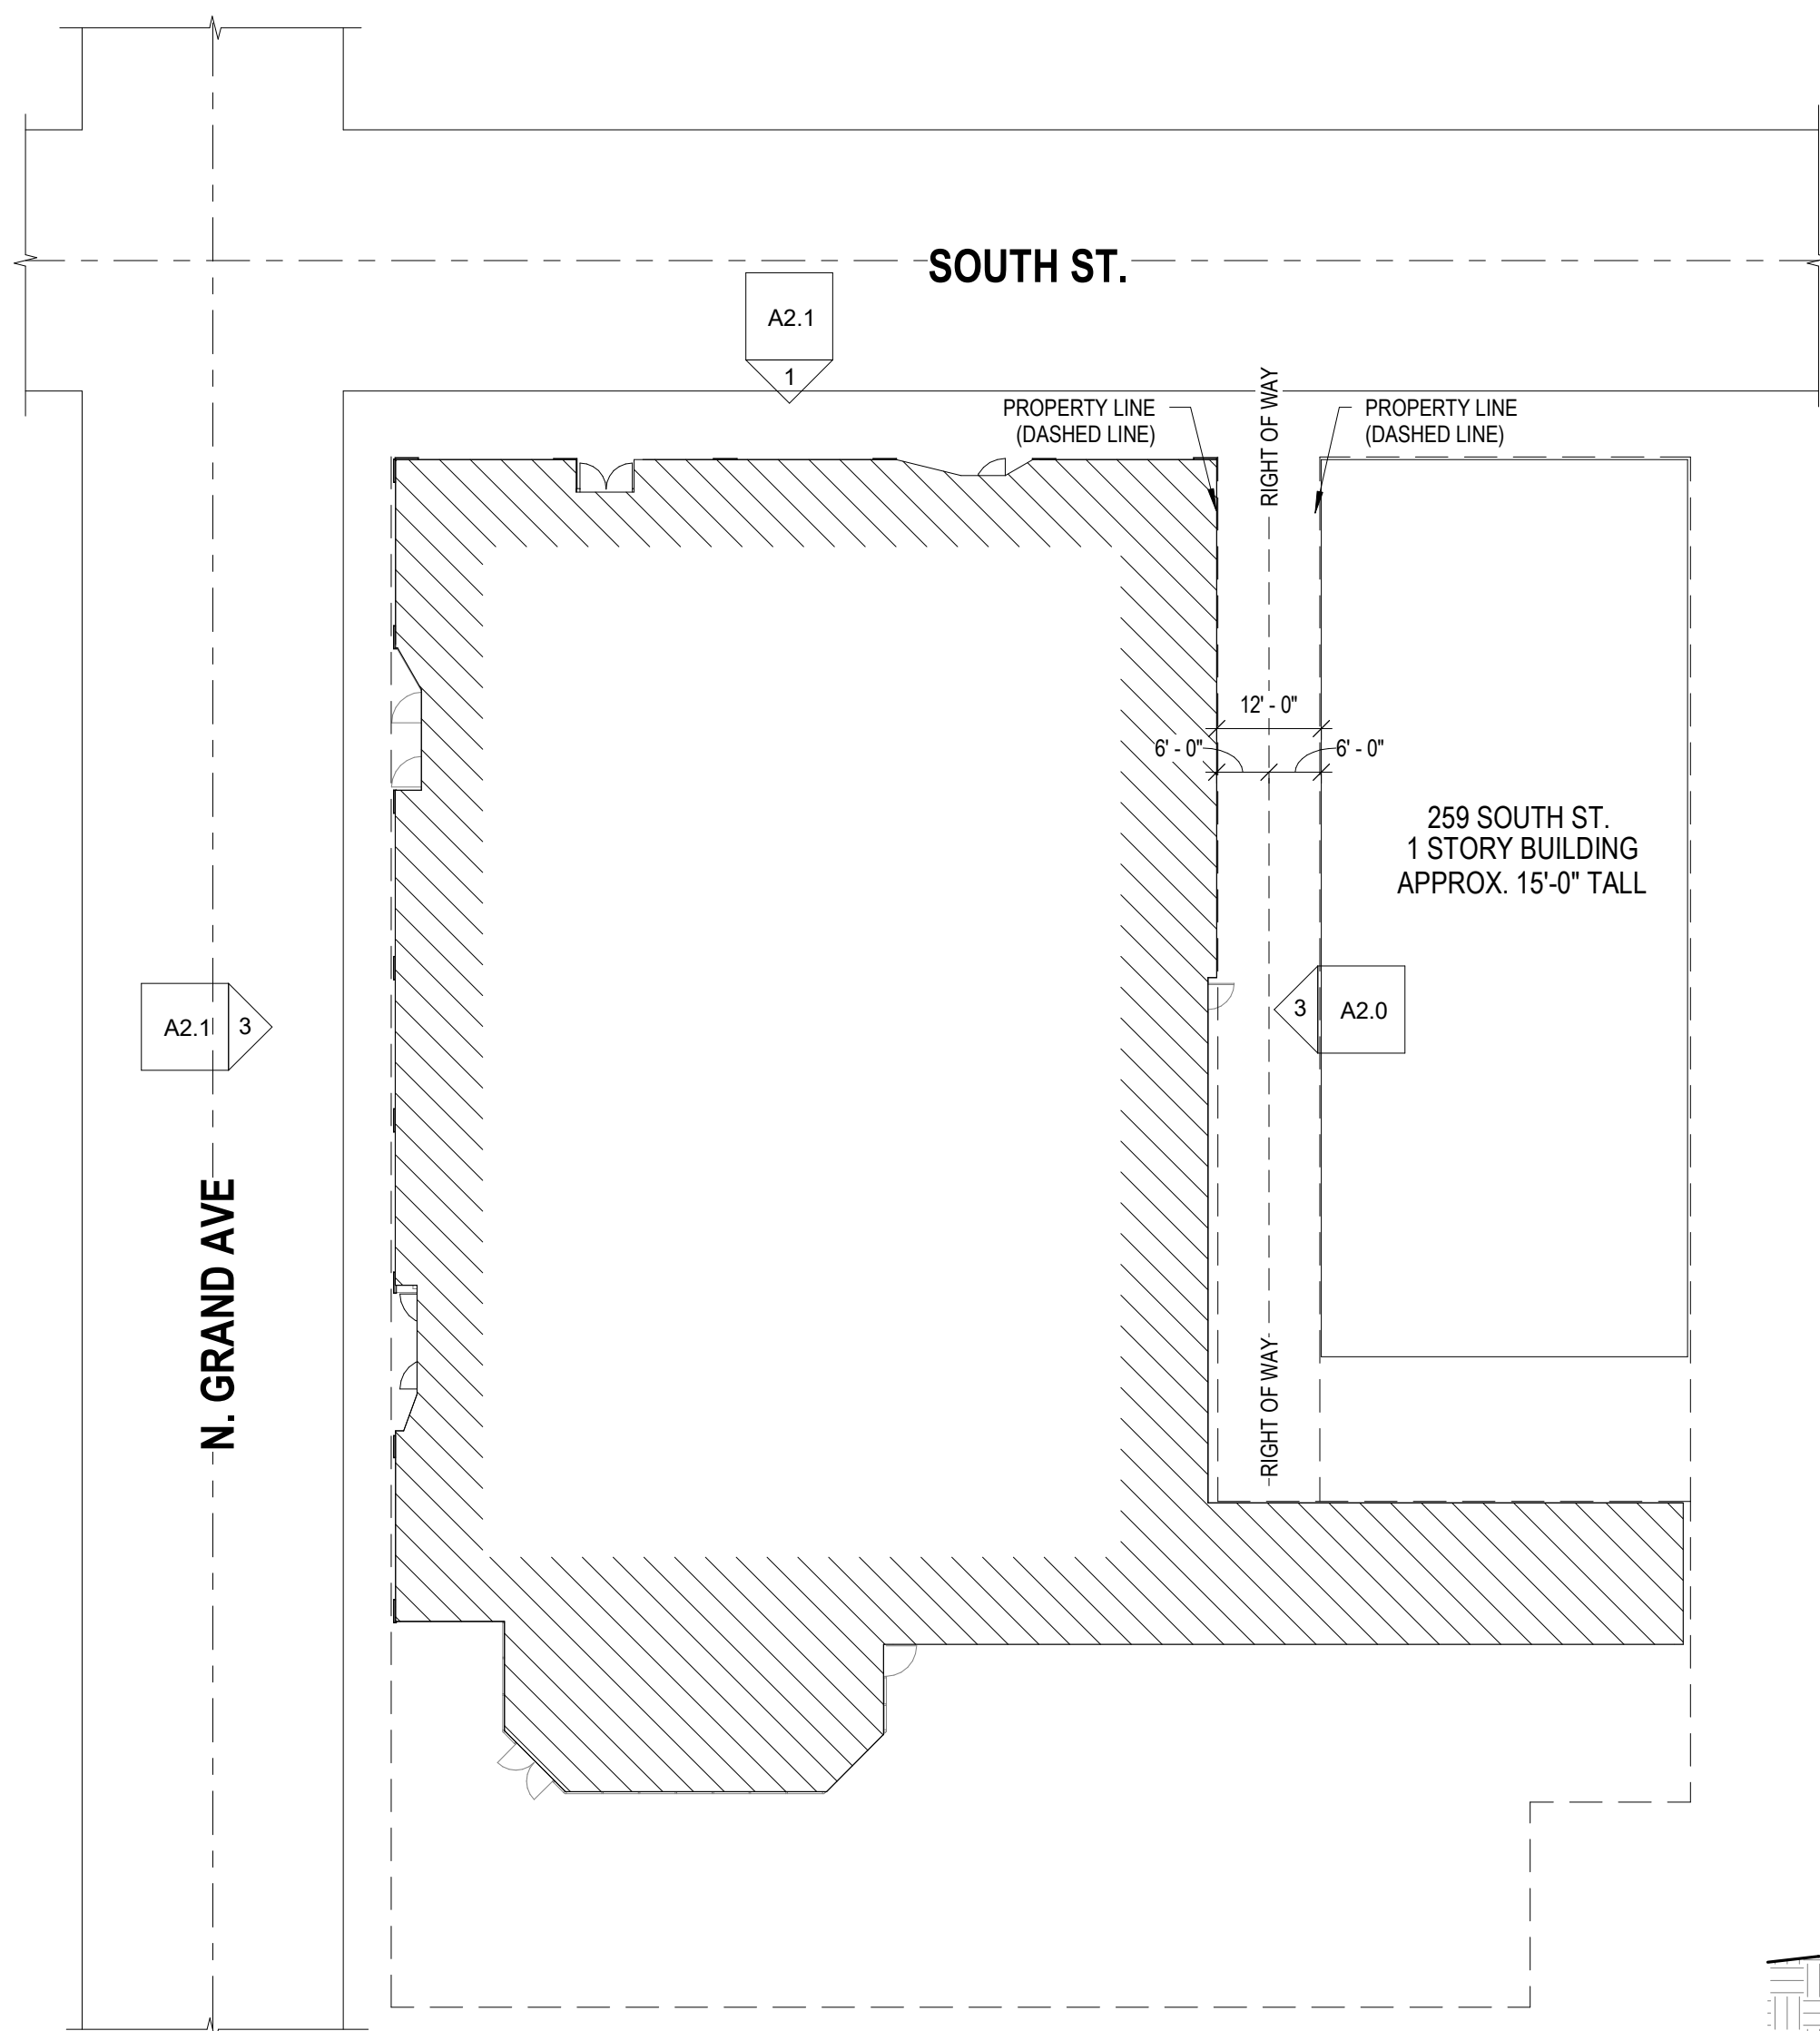 SOUTH ST.
A2.1
1
PROPERTY LINE
(DASHED LINE)
RIGHT OF WAY
PROPERTY LINE
(DASHED LINE)
12' - 0"
6' - 0"
6' - 0"
259 SOUTH ST.
1 STORY BUILDING
APPROX. 15'-0" TALL
A2.1
3
3
A2.0
N. GRAND AVE
RIGHT OF WAY